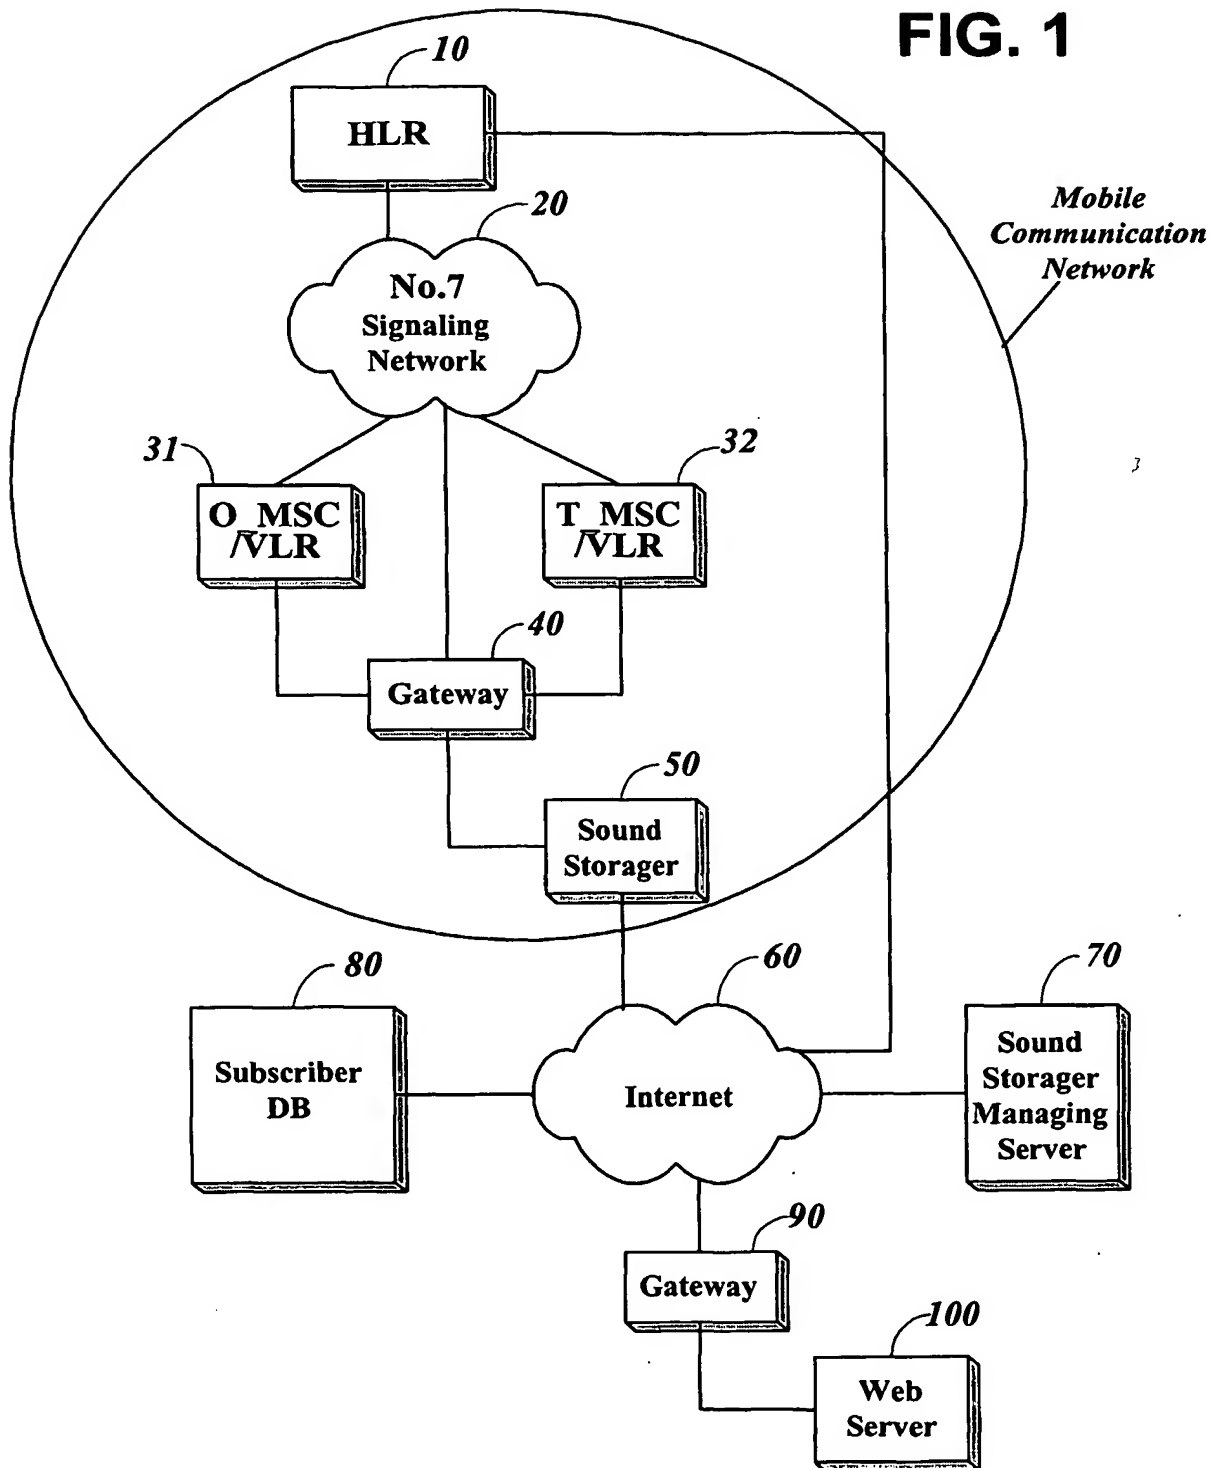 FIG. 1
10
HLR
Mobile
Communication
Network
20
No.7
Signaling
Network
31
32
O_MSC
/VLR
T_MSC
/VLR
40
Gateway
50
Sound
Storager
80
60
70
Subscriber
DB
Internet
Sound
Storager
Managing
Server
90
Gateway
100
Web
Server